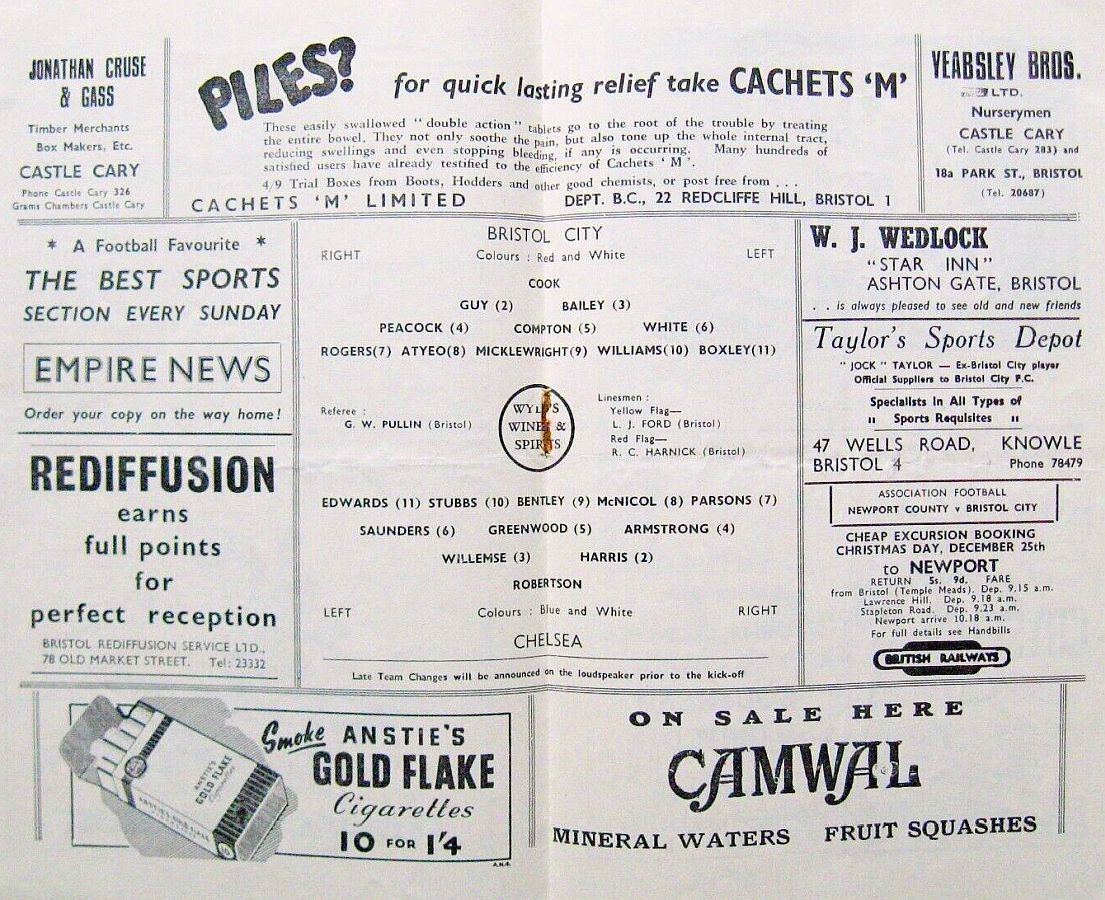 JONATHAN CRUSE
& GASS
Timber Merchants
Box Makers, Etc.
CASTLE CARY
Phone Castle Cary 326
Grams Chambers Castle Cary
PILES?
for quick lasting relief take CACHETS ‘M’
These easily swallowed “double action” tablets go to the root of the trouble by treating
the entire bowel. They not only soothe the pain, but also tone up the whole internal tract,
reducing swellings and even stopping bleeding, if any is occurring. Many hundreds of
satisfied users have already testified to the efficiency of Cachets ‘M’.
4/9 Trial Boxes from Boots, Hodders and other good chemists, or post free from . . .
CACHETS ‘M’ LIMITED DEPT. B.C., 22 REDCLIFFE HILL, BRISTOL 1
YEABSLEY BROS.
LTD.
Nurserymen
CASTLE CARY
(Tel. Castle Cary 283) and
18a PARK ST., BRISTOL
(Tel. 20687)
* A Football Favourite *
THE BEST SPORTS
SECTION EVERY SUNDAY
EMPIRE NEWS
Order your copy on the way home!
REDIFFUSION
earns
full points
for
perfect reception
BRISTOL REDIFFUSION SERVICE LTD.,
78 OLD MARKET STREET. Tel: 23332
BRISTOL CITY
RIGHT Colours : Red and White LEFT
COOK
GUY (2) BAILEY (3)
PEACOCK (4) COMPTON (5) WHITE (6)
ROGERS(7) ATYEO(8) MICKLEWRIGHT(9) WILLIAMS(10) BOXLEY(11)
Referee :
G. W. PULLIN (Bristol)
WYLD'S
WINES &
SPIRITS
Linesmen :
Yellow Flag—
L. J. FORD (Bristol)
Red Flag—
R. C. HARNICK (Bristol)
EDWARDS (11) STUBBS (10) BENTLEY (9) McNICOL (8) PARSONS (7)
SAUNDERS (6) GREENWOOD (5) ARMSTRONG (4)
WILLEMSE (3) HARRIS (2)
ROBERTSON
LEFT Colours : Blue and White RIGHT
CHELSEA
Late Team Changes will be announced on the loudspeaker prior to the kick-off
W. J. WEDLOCK
“STAR INN”
ASHTON GATE, BRISTOL
. . is always pleased to see old and new friends
Taylor's Sports Depot
“JOCK” TAYLOR — Ex-Bristol City player
Official Suppliers to Bristol City F.C.
Specialists in All Types of
" Sports Requisites "
47 WELLS ROAD, KNOWLE
BRISTOL 4 Phone 78479
ASSOCIATION FOOTBALL
NEWPORT COUNTY v BRISTOL CITY
CHEAP EXCURSION BOOKING
CHRISTMAS DAY, DECEMBER 25th
to NEWPORT
RETURN 5s. 9d. FARE
from Bristol (Temple Meads). Dep. 9.15 a.m.
Lawrence Hill. Dep. 9.18 a.m.
Stapleton Road. Dep. 9.23 a.m.
Newport arrive 10.18 a.m.
For full details see Handbills
BRITISH RAILWAYS
Smoke ANSTIE'S
GOLD FLAKE
Cigarettes
10 FOR 1'4
ANSTIE'S
GOLD FLAKE
Cigarettes
ANSTIE'S GOLD FLAKE
ON SALE HERE
CAMWAL
MINERAL WATERS FRUIT SQUASHES